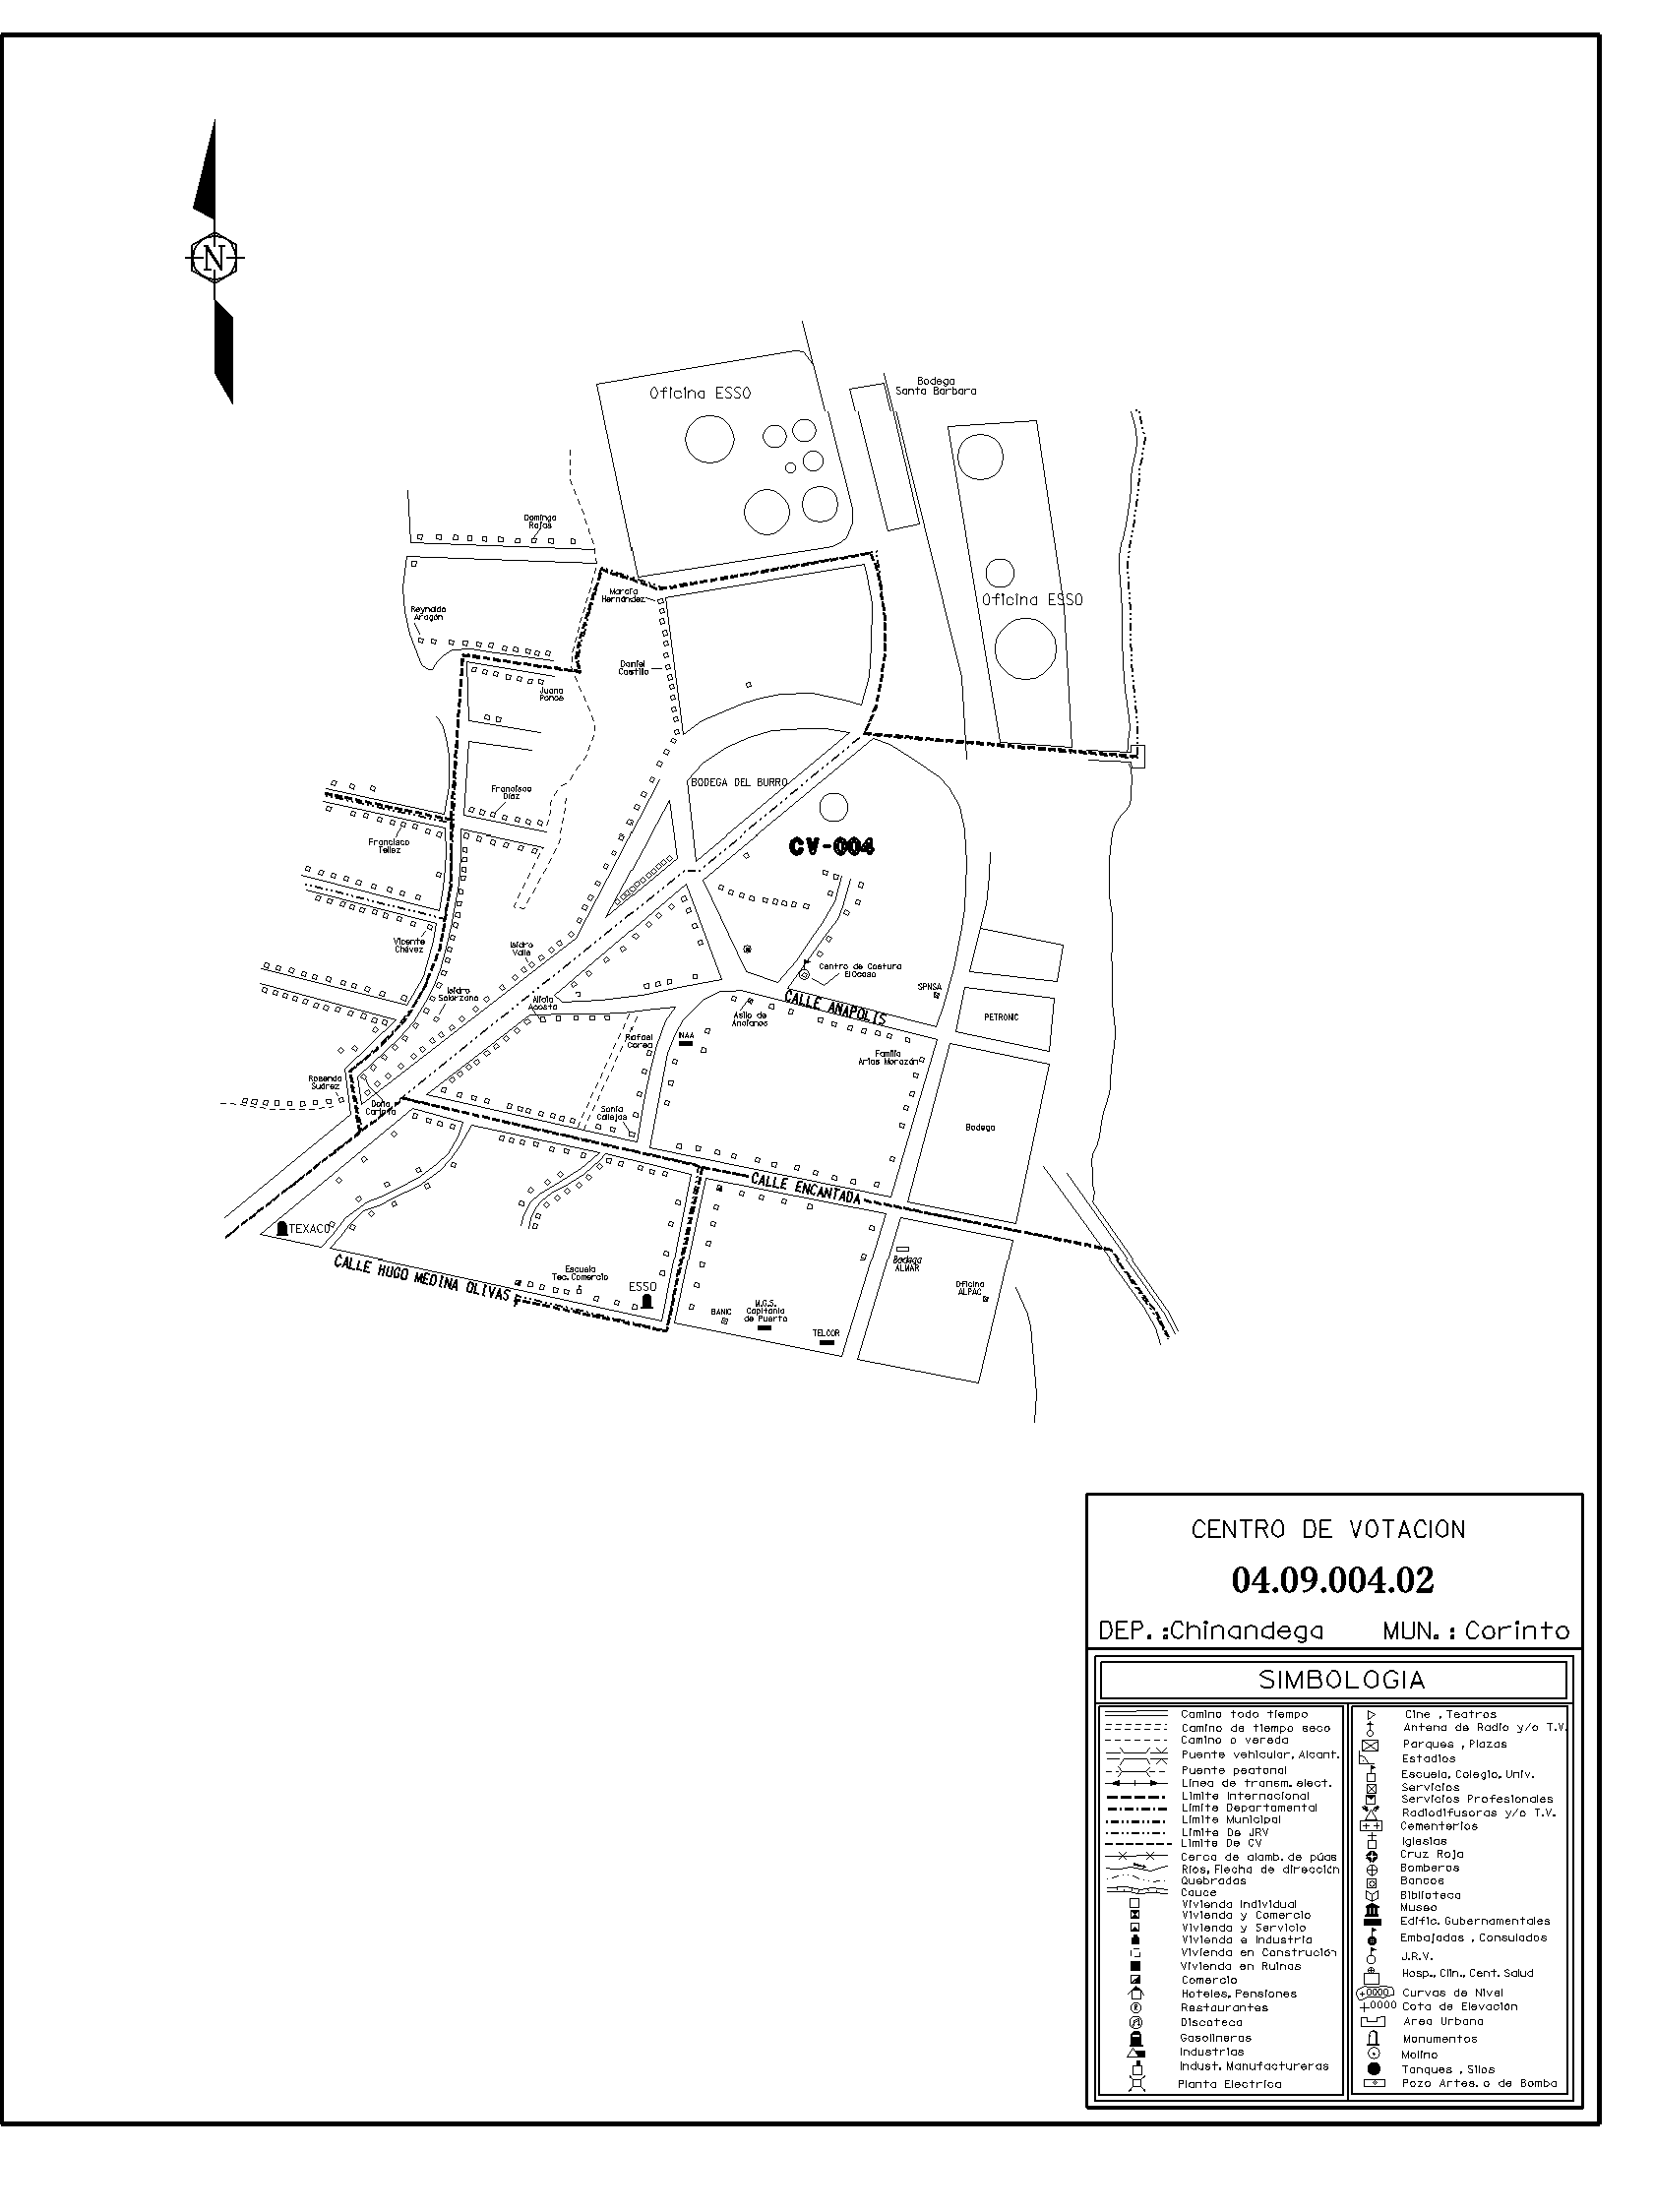 N
Oficina ESSO
Bodega
Santa Barbara
Domingo
Rojas
Oficina ESSO
Marcia
Hernández
Reynaldo
Aragón
Daniel
Castillo
Juana
Ponce
BODEGA DEL BURRO
Francisco
Díaz
CV-004
Francisco
Tellez
Vicente
Chávez
Isidro
Valle
Centro de Costura
El Ocaso
SPNSA
Isidro
Solorzano
Alicia
Acosta
CALLE ANAPOLIS
Asilo de
Ancianos
PETRONIC
Rafael
Corea
INAA
Familia
Arias Morazán
Rosendo
Suárez
Doña
Carlota
Sonia
Callejas
Bodega
CALLE ENCANTADA
TEXACO
CALLE HUGO MEDINA OLIVAS
Escuela
Tec. Comercio
ESSO
Bodega
ALMAR
Oficina
ALPAC
BANIC
M.G.S.
Capitania
de Puerto
TELCOR
CENTRO DE VOTACION
04.09.004.02
DEP. :Chinandega MUN. : Corinto
SIMBOLOGIA
Camino todo tiempo
Camino de tiempo seco
Camino o vereda
Puente vehicular, Alcant.
Puente peatonal
Linea de transm. elect.
Limite Internacional
Limite Departamental
Limite Municipal
Limite De JRV
Limite De CV
Cerca de alamb. de púas
Rios, Flecha de dirección
Quebradas
Cauce
Vivienda Individual
Vivienda y Comercio
Vivienda y Servicio
Vivienda e Industria
Vivienda en Construción
Vivienda en Ruinas
Comercio
Hoteles, Pensiones
Restaurantes
Discoteca
Gasolineras
Industrias
Indust. Manufactureras
Planta Electrica
Cine , Teatros
Antena de Radio y/o T.V.
Parques , Plazas
Estadios
Escuela, Colegio, Univ.
Servicios
Servicios Profesionales
Radiodifusoras y/o T.V.
Cementerios
Iglesias
Cruz Roja
Bomberos
Bancos
Biblioteca
Museo
Edific. Gubernamentales
Embajadas , Consulados
J.R.V.
Hosp., Clin., Cent. Salud
+0000 Curvas de Nivel
+0000 Cota de Elevación
Area Urbana
Monumentos
Molino
Tanques , Silos
Pozo Artes. o de Bomba